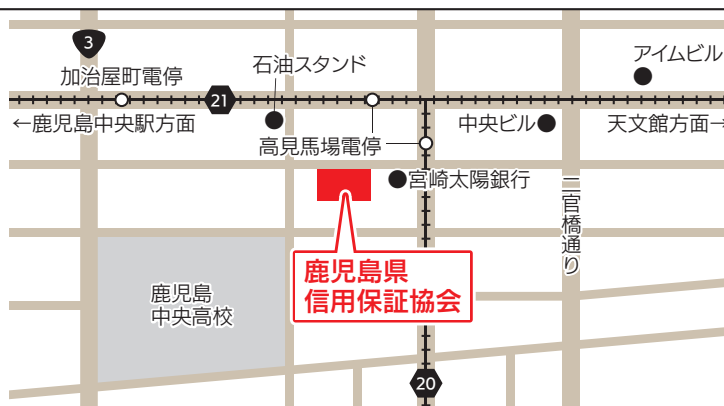 3
アイムビル
石油スタンド
加治屋町電停
21
←鹿児島中央駅方面
中央ビル
天文館方面→
高見馬場電停
宮崎太陽銀行
二官橋通り
鹿児島県
信用保証協会
鹿児島
中央高校
20